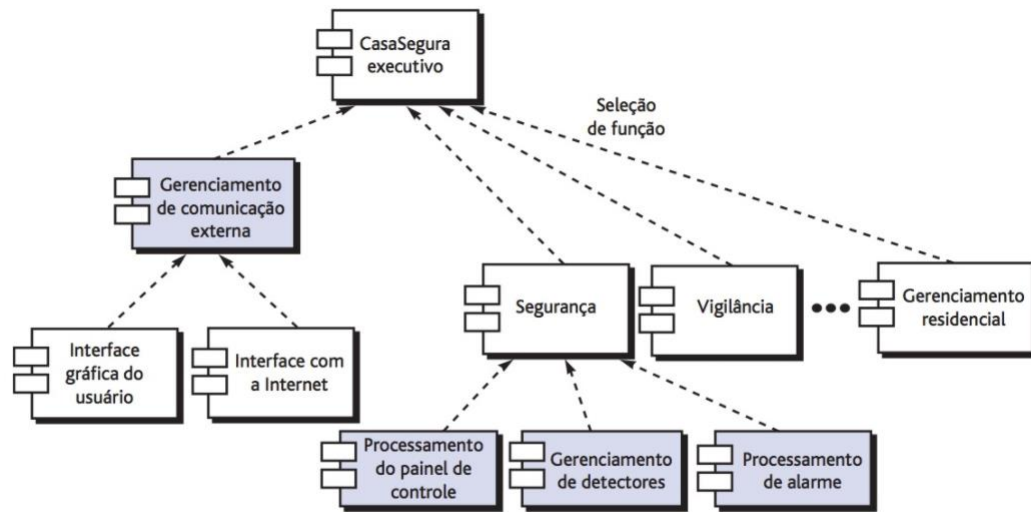 CasaSegura
executivo
Seleção
de função
Gerenciamento
de comunicação
externa
Segurança
Vigilância
Gerenciamento
residencial
Interface
gráfica do
usuário
Interface com
a Internet
Processamento
do painel de
controle
Gerenciamento
de detectores
Processamento
de alarme